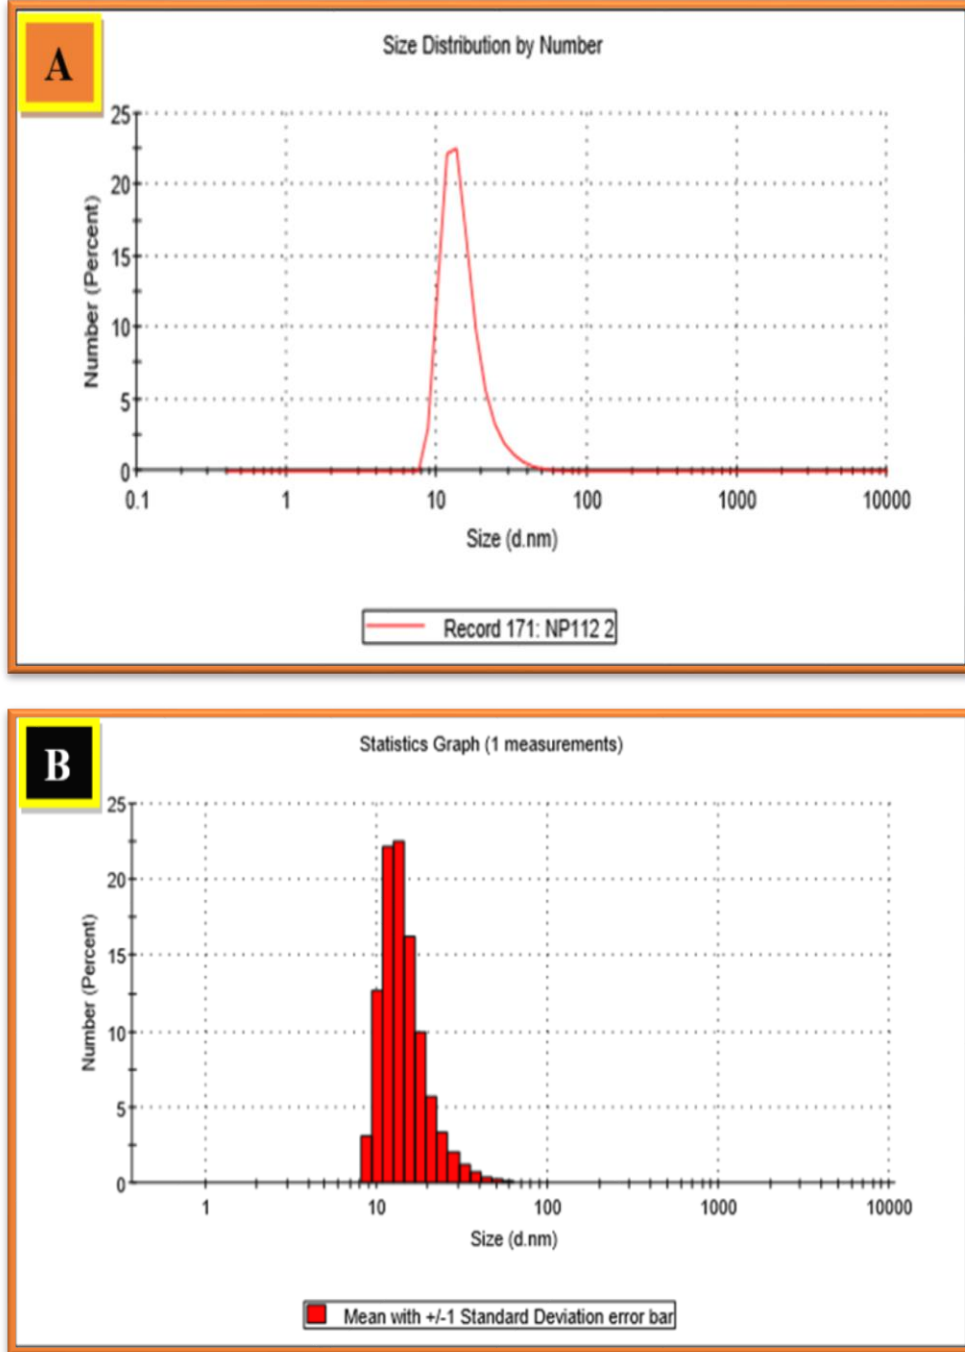 A
Size Distribution by Number
25
20
15
10
5
0
Number (Percent)
0.1 1 10 100 1000 10000
Size (d.nm)
Record 171: NP112 2
B
Statistics Graph (1 measurements)
25
20
15
10
5
0
Number (Percent)
1 10 100 1000 10000
Size (d.nm)
Mean with +/-1 Standard Deviation error bar